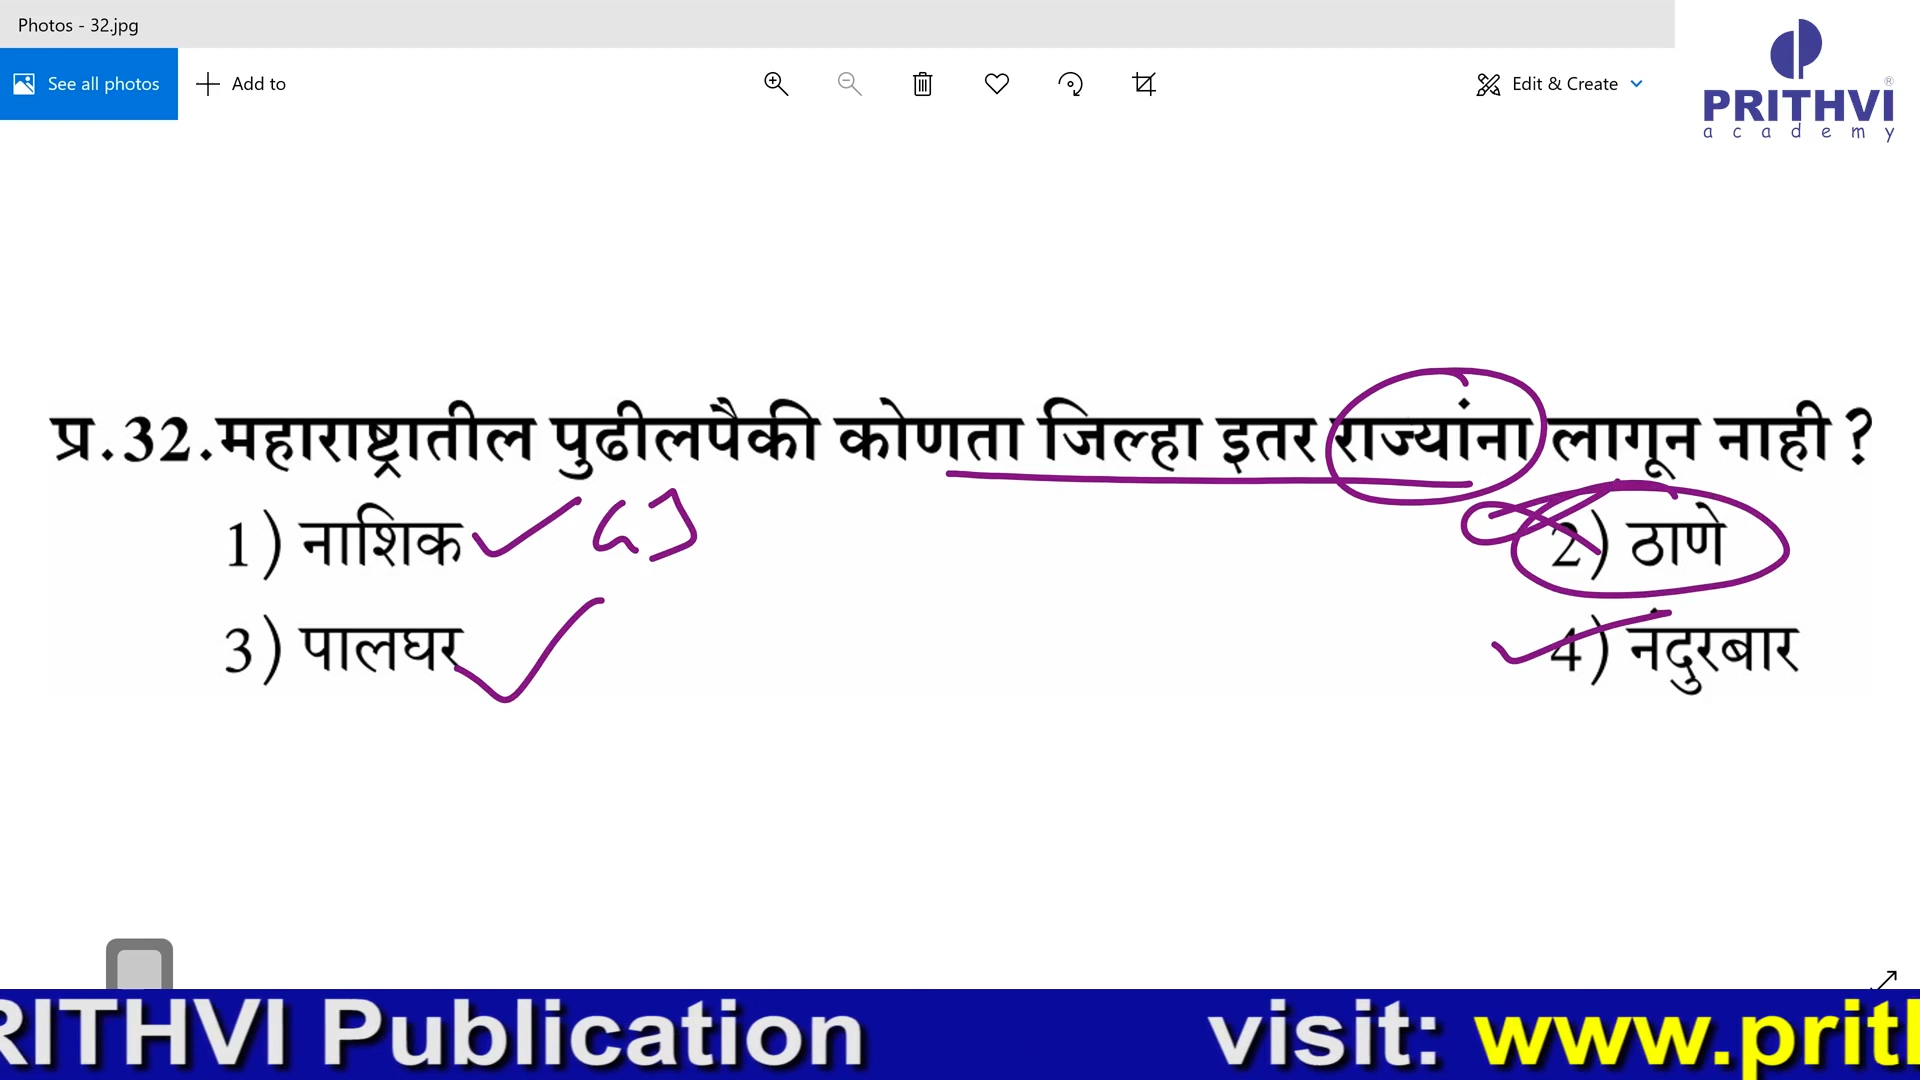 Photos - 32.jpg
See all photos
Add to
Edit & Create
PRITHVI
academy
प्र.32.महाराष्ट्रातील पुढीलपैकी कोणता जिल्हा इतर राज्यांना लागून नाही ?
1) नाशिक 2) ठाणे
3) पालघर 4) नंदुरबार
RITHVI Publication visit: www.prith